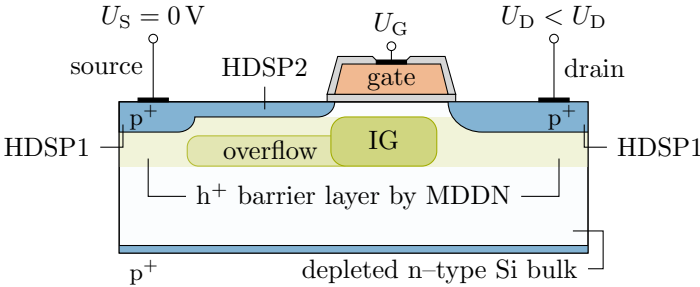 U_S = 0 V
U_G
U_D < U_D
source
HDSP2
gate
drain
p⁺
p⁺
HDSP1
overflow
IG
HDSP1
h⁺ barrier layer by MDDN
p⁺
depleted n–type Si bulk